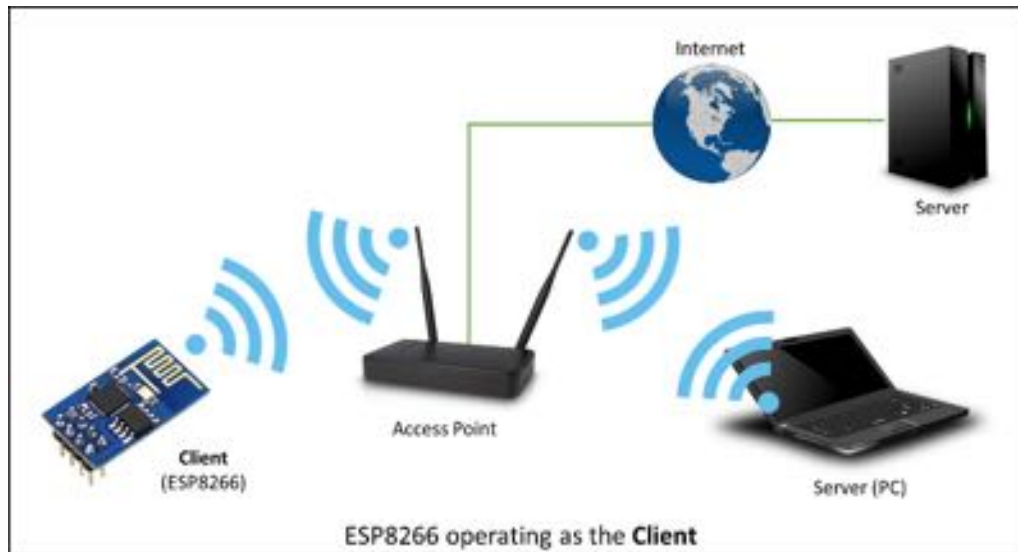 Internet
Server
Access Point
Client
(ESP8266)
Server (PC)
ESP8266 operating as the Client